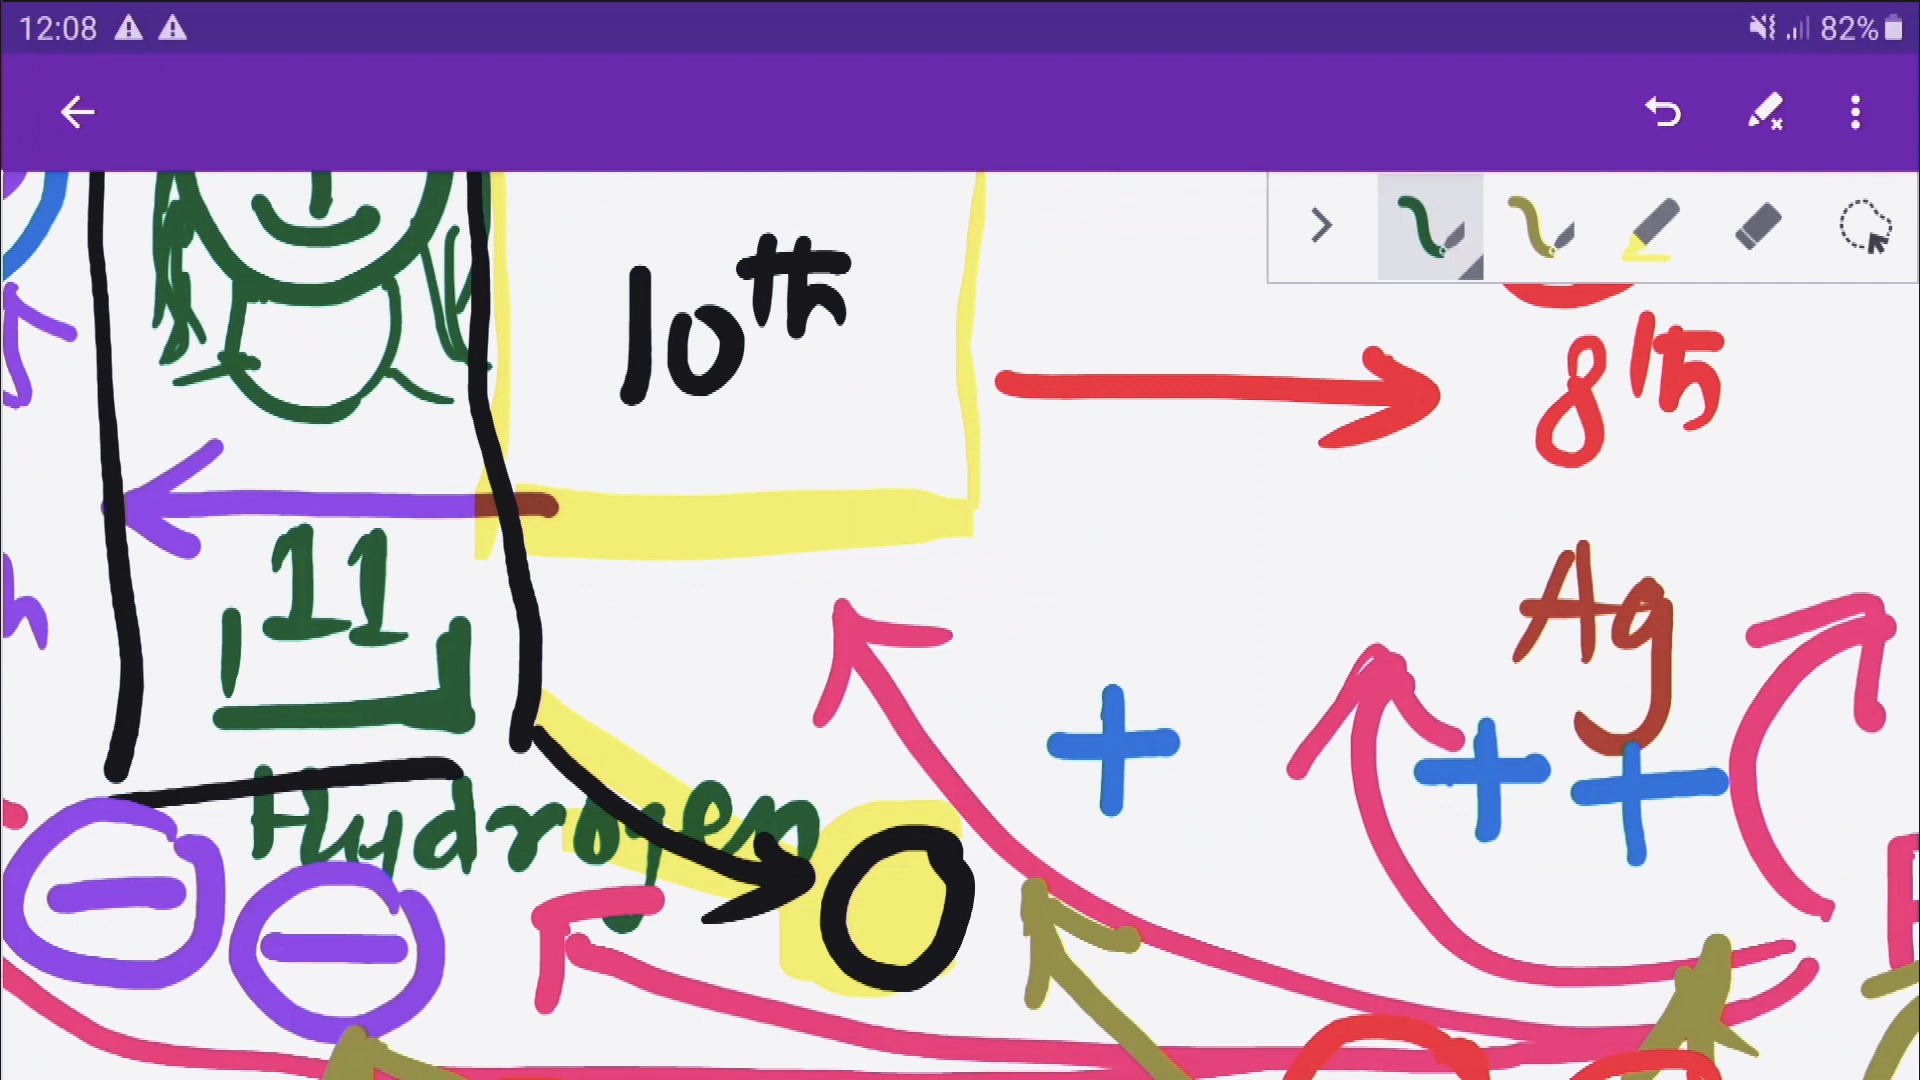 12:08
82%
10th
8th
11
Ag
+
+ +
Hydrogen
− −
O